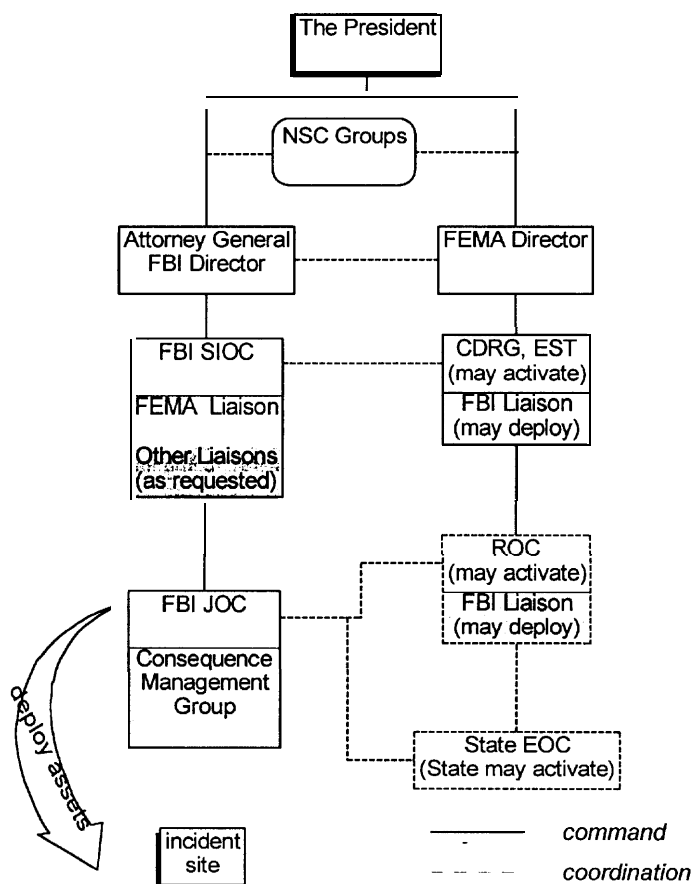 The President
NSC Groups
Attorney General
FBI Director
FEMA Director
FBI SIOC
FEMA Liaison
Other Liaisons
(as requested)
CDRG, EST
(may activate)
FBI Liaison
(may deploy)
ROC
(may activate)
FBI Liaison
(may deploy)
FBI JOC
Consequence
Management
Group
State EOC
(State may activate)
deploy assets
incident
site
command
coordination